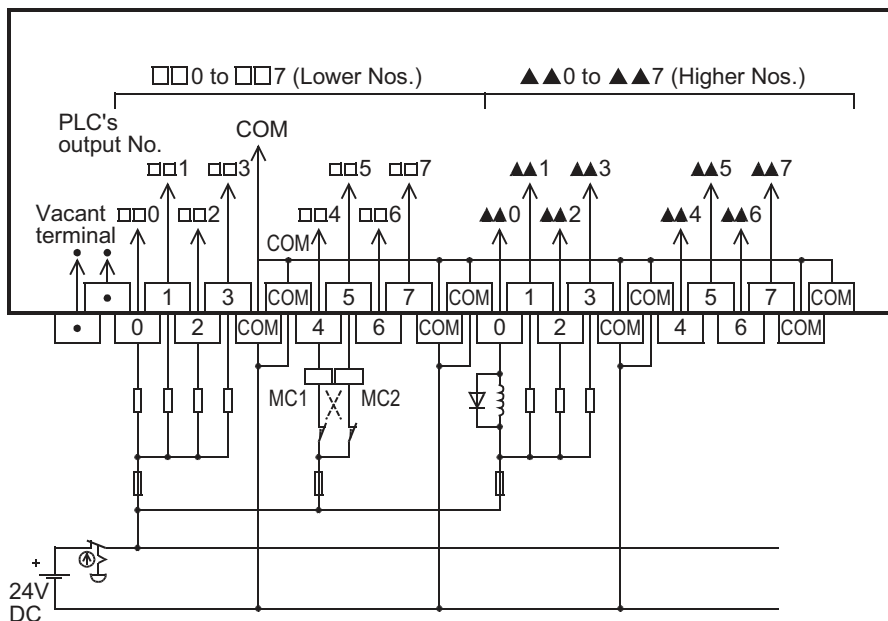 □□0 to □□7 (Lower Nos.) ▲▲0 to ▲▲7 (Higher Nos.)
PLC's
output No.
COM
□□1 □□3 □□5 □□7 ▲▲1 ▲▲3 ▲▲5 ▲▲7
Vacant
terminal
□□0 □□2 □□4 □□6 ▲▲0 ▲▲2 ▲▲4 ▲▲6
COM
• •
• 1 3 COM 5 7 COM 1 3 COM 5 7 COM
• 0 2 COM 4 6 COM 0 2 COM 4 6 COM
MC1 MC2
+
24V
DC